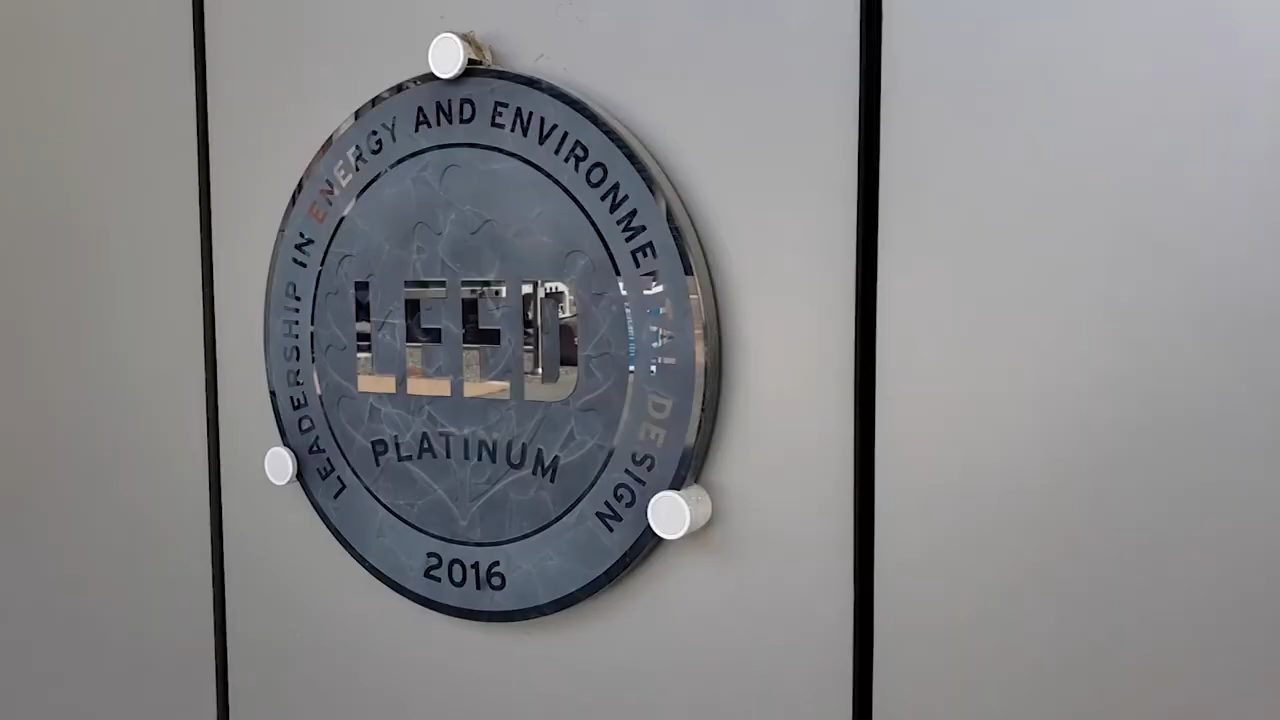 LEADERSHIP IN ENERGY AND ENVIRONMENTAL DESIGN
LEED
PLATINUM
2016